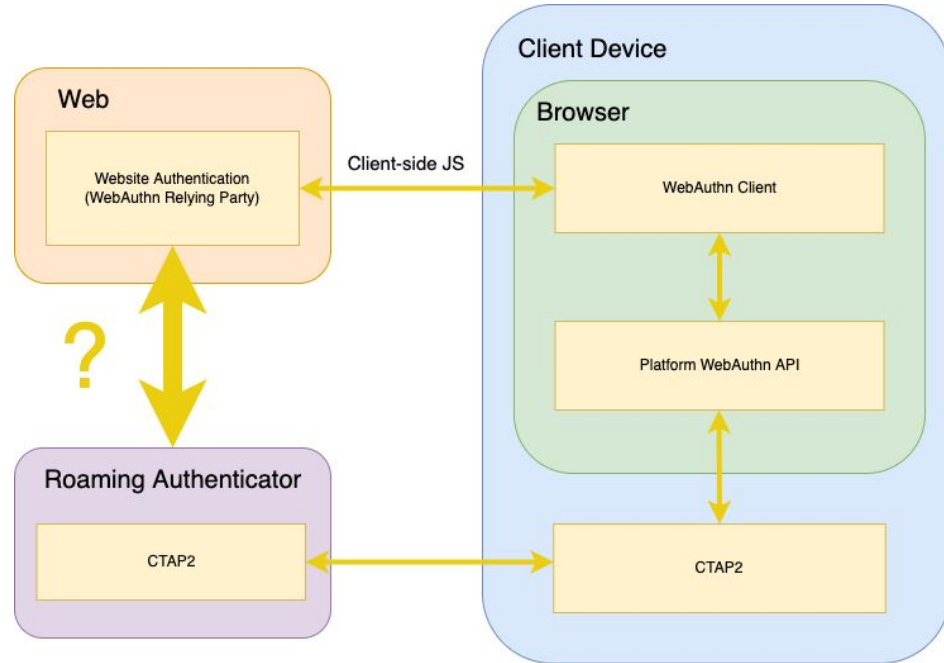 Client Device
Web
Browser
Website Authentication
(WebAuthn Relying Party)
Client-side JS
WebAuthn Client
?
Platform WebAuthn API
Roaming Authenticator
CTAP2
CTAP2